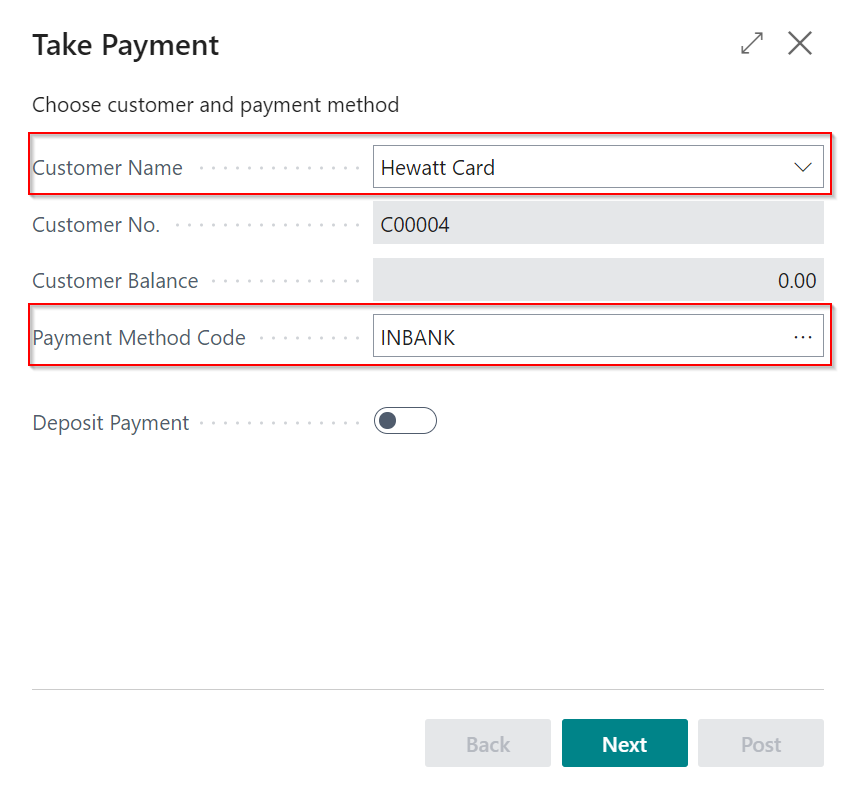 Take Payment
Choose customer and payment method
Customer Name Hewatt Card
Customer No. C00004
Customer Balance 0.00
Payment Method Code INBANK ...
Deposit Payment
Back Next Post